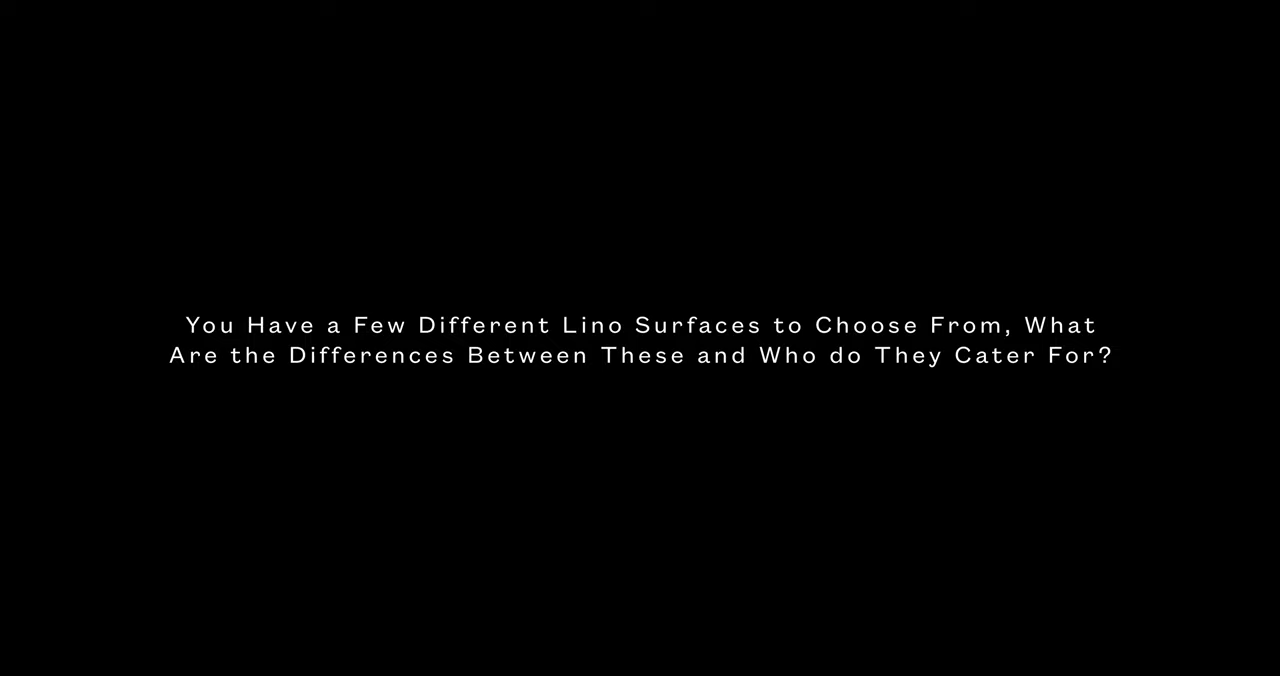 You Have a Few Different Lino Surfaces to Choose From, What
Are the Differences Between These and Who do They Cater For?